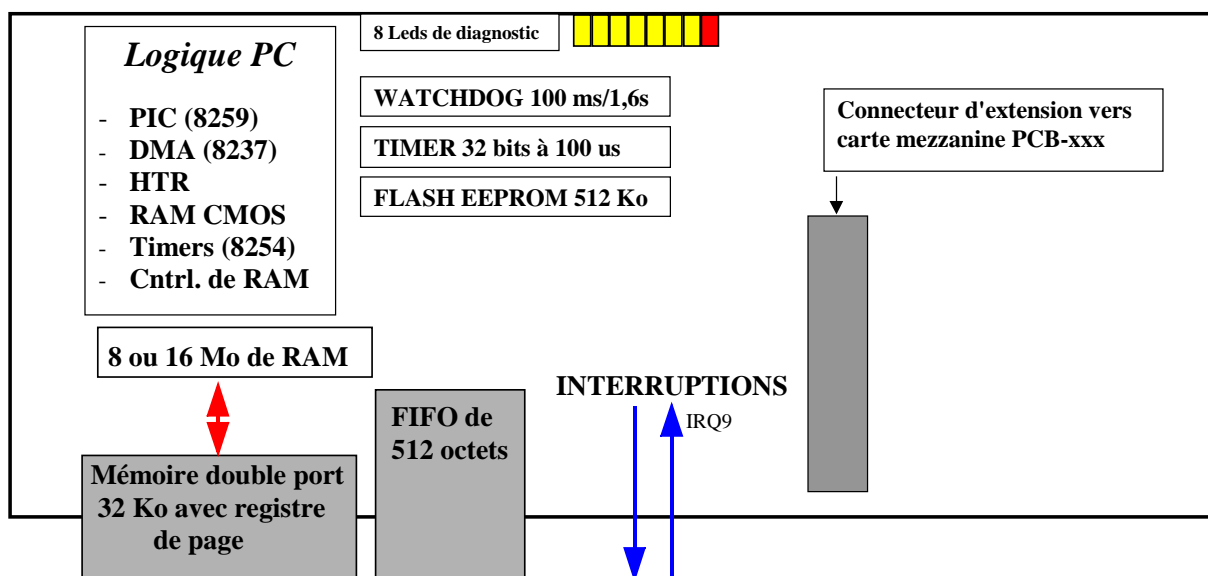 Logique PC
- PIC (8259)
- DMA (8237)
- HTR
- RAM CMOS
- Timers (8254)
- Cntrl. de RAM
8 Leds de diagnostic
WATCHDOG 100 ms/1,6s
TIMER 32 bits à 100 us
FLASH EEPROM 512 Ko
Connecteur d'extension vers
carte mezzanine PCB-xxx
8 ou 16 Mo de RAM
INTERRUPTIONS
IRQ9
FIFO de
512 octets
Mémoire double port
32 Ko avec registre
de page